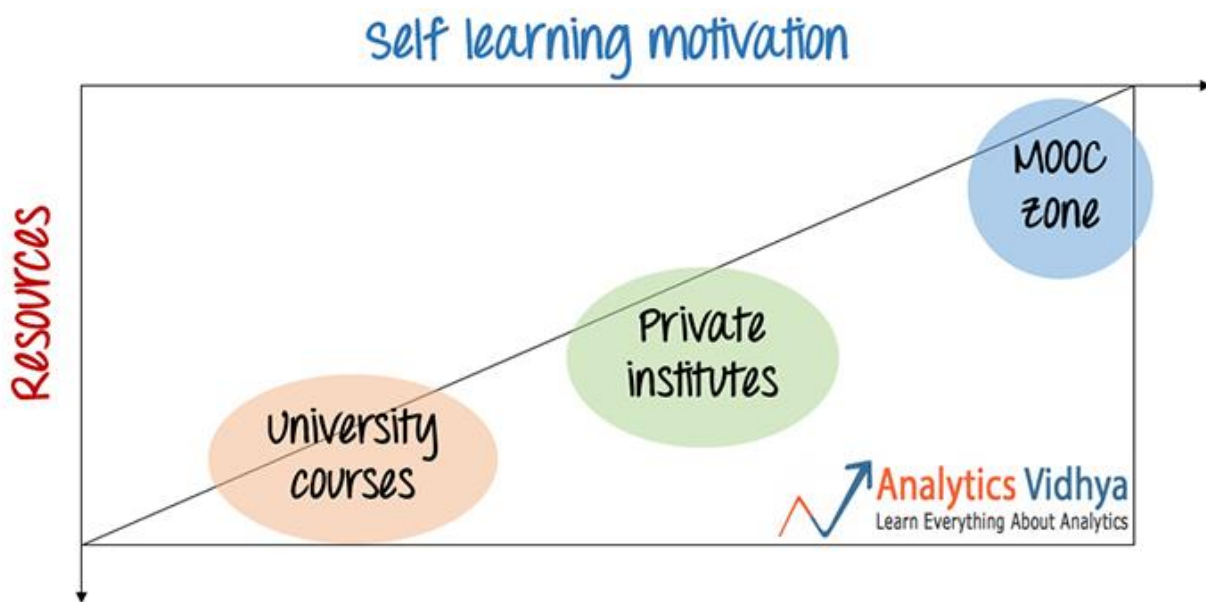 Self learning motivation
Resources
MOOC
zone
Private
institutes
University
courses
Analytics Vidhya
Learn Everything About Analytics